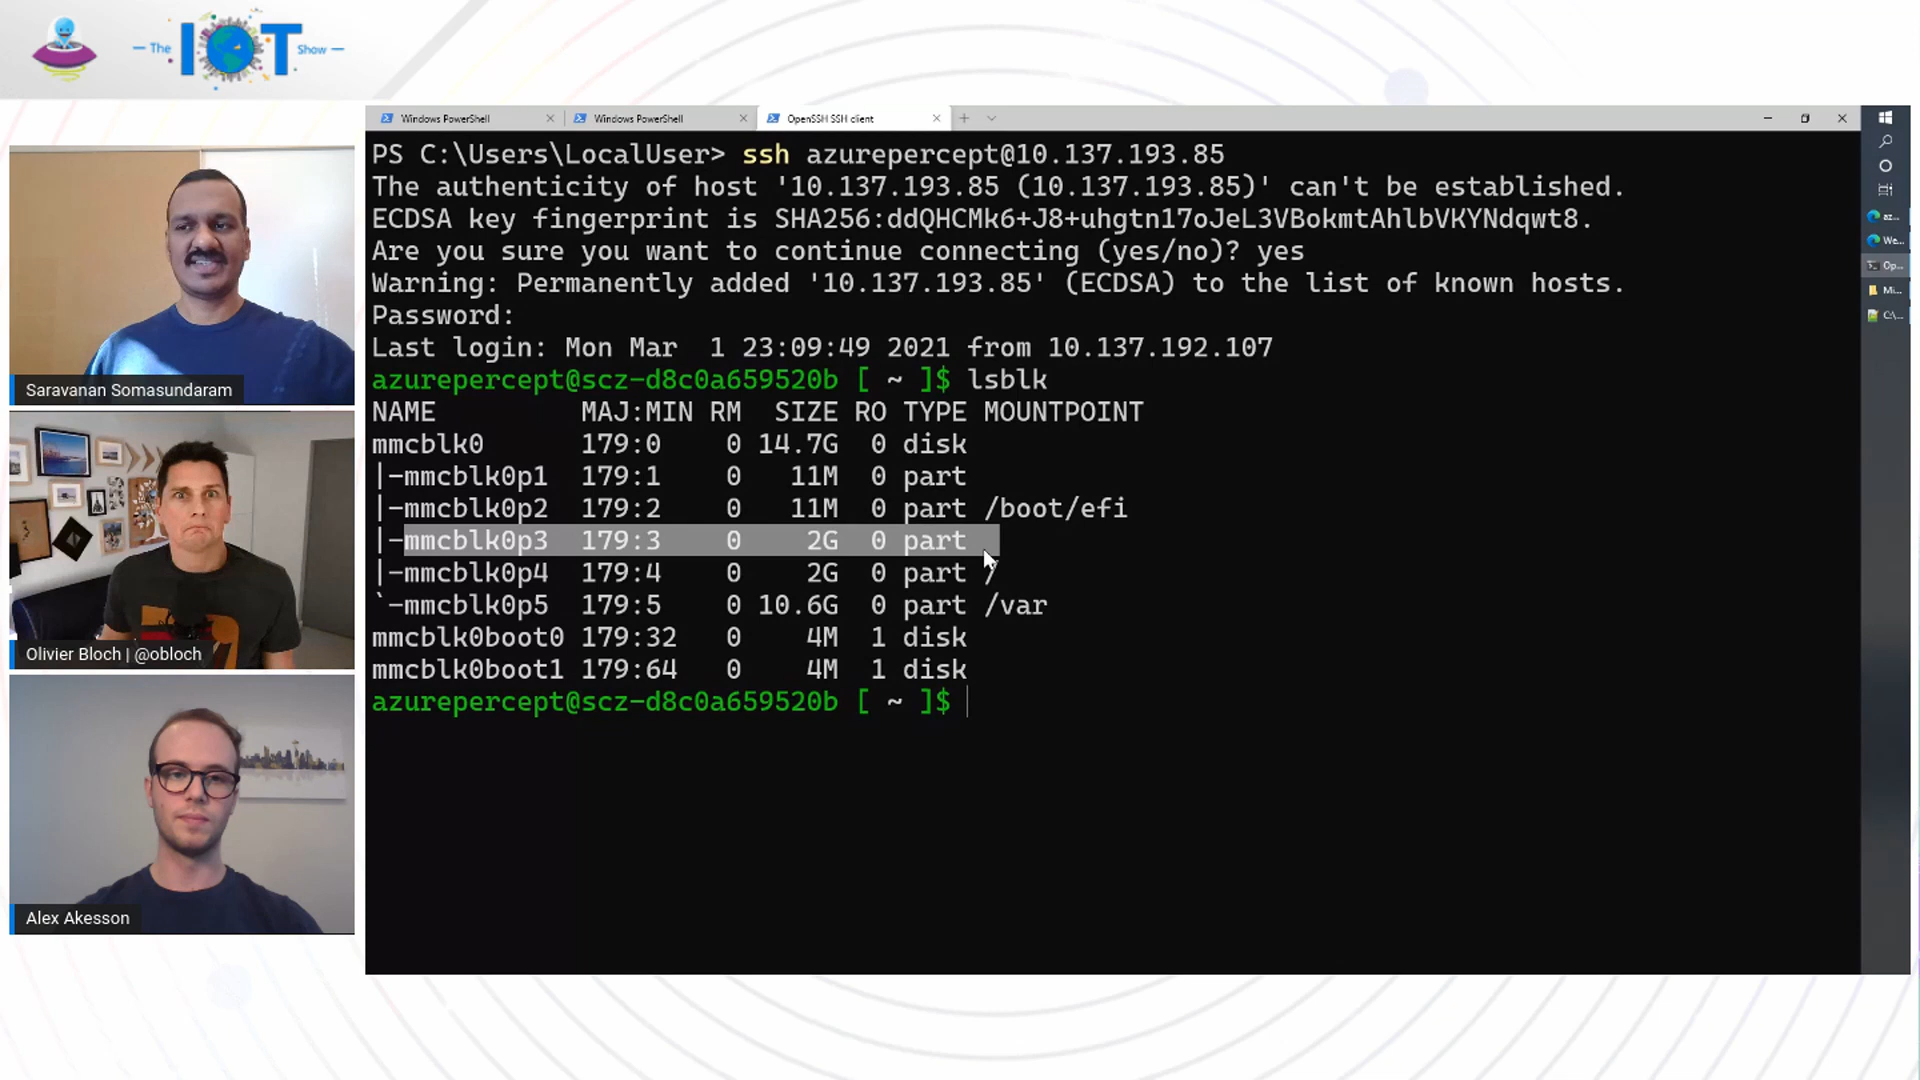 The IOT Show
Windows PowerShell
Windows PowerShell
OpenSSH SSH client
PS C:\Users\LocalUser> ssh azurepercept@10.137.193.85
The authenticity of host '10.137.193.85 (10.137.193.85)' can't be established.
ECDSA key fingerprint is SHA256:ddQHCMk6+J8+uhgtn17oJeL3VBokmtAhlbVKYNdqwt8.
Are you sure you want to continue connecting (yes/no)? yes
Warning: Permanently added '10.137.193.85' (ECDSA) to the list of known hosts.
Password:
Last login: Mon Mar  1 23:09:49 2021 from 10.137.192.107
azurepercept@scz-d8c0a659520b [ ~ ]$ lsblk
NAME         MAJ:MIN RM  SIZE RO TYPE MOUNTPOINT
mmcblk0      179:0    0 14.7G  0 disk
|-mmcblk0p1  179:1    0   11M  0 part
|-mmcblk0p2  179:2    0   11M  0 part /boot/efi
|-mmcblk0p3  179:3    0    2G  0 part
|-mmcblk0p4  179:4    0    2G  0 part /
`-mmcblk0p5  179:5    0 10.6G  0 part /var
mmcblk0boot0 179:32   0    4M  1 disk
mmcblk0boot1 179:64   0    4M  1 disk
azurepercept@scz-d8c0a659520b [ ~ ]$
az...
We...
Op...
Mi...
C:\...
Saravanan Somasundaram
Olivier Bloch | @obloch
Alex Akesson